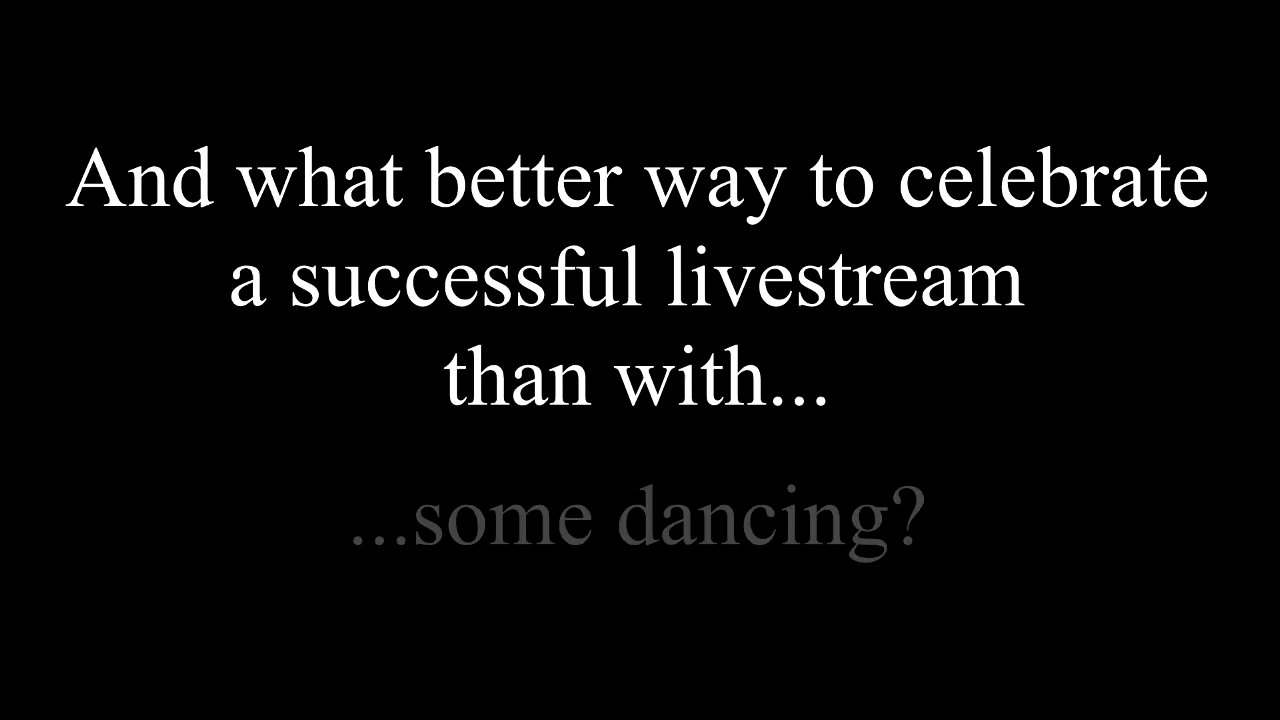 And what better way to celebrate
a successful livestream
than with...
...some dancing?